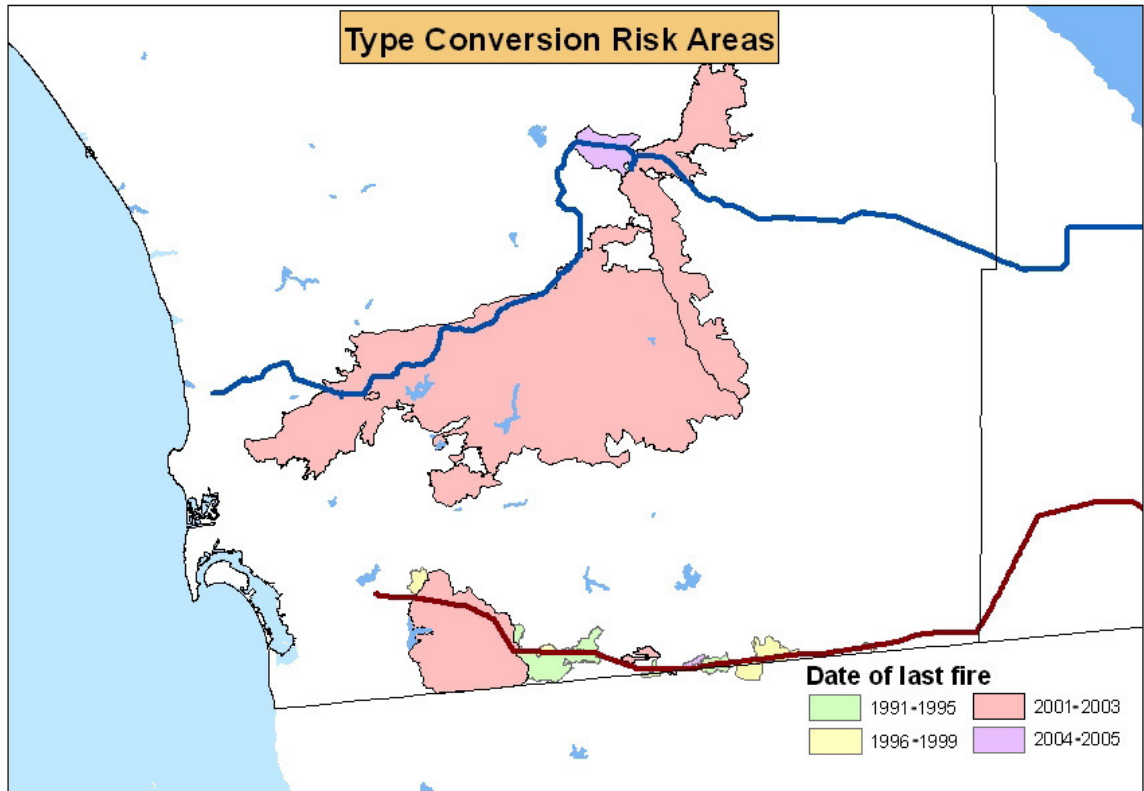 Type Conversion Risk Areas
Date of last fire
1991-1995
2001-2003
1996-1999
2004-2005